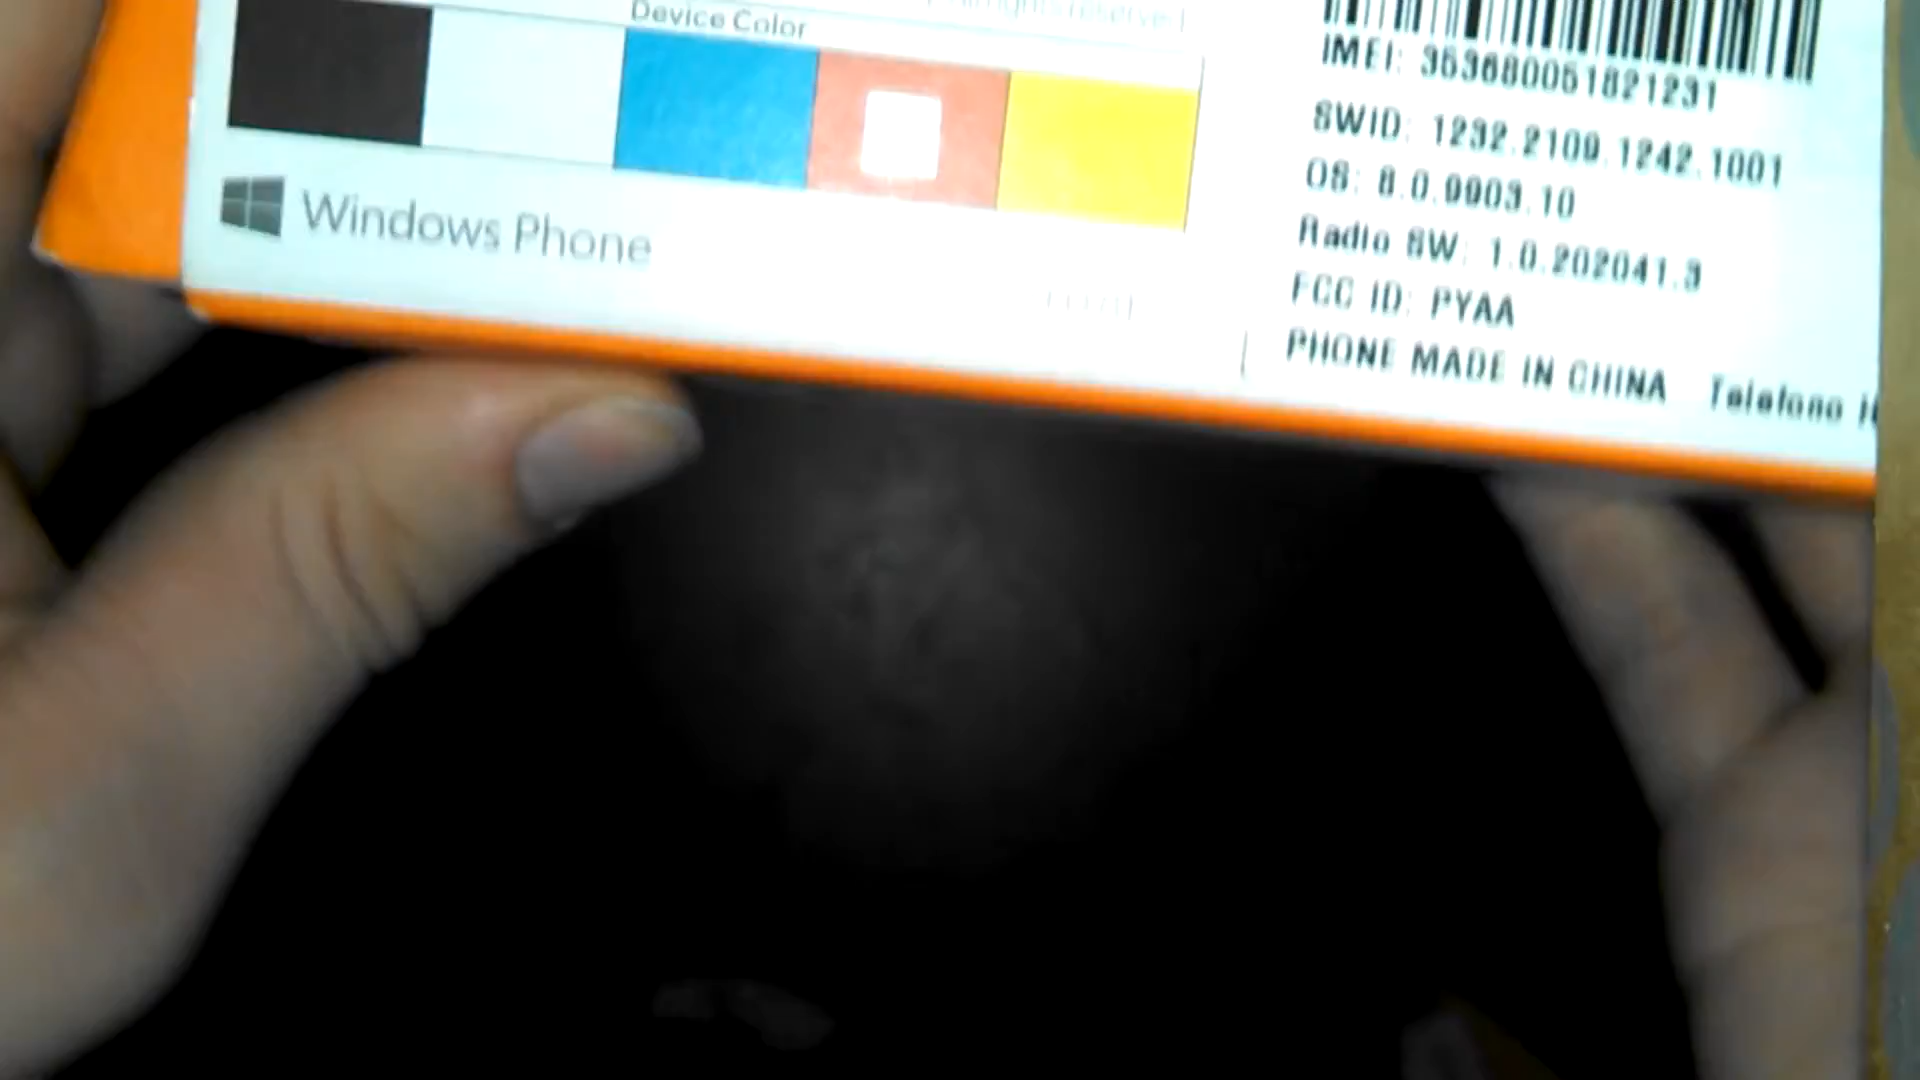 Device Color
Windows Phone
IMEI: 353680051821231
SWID: 1232.2109.1242.1001
OS: 8.0.9903.10
Radio SW: 1.0.202041.3
FCC ID: PYAA
PHONE MADE IN CHINA Telefono